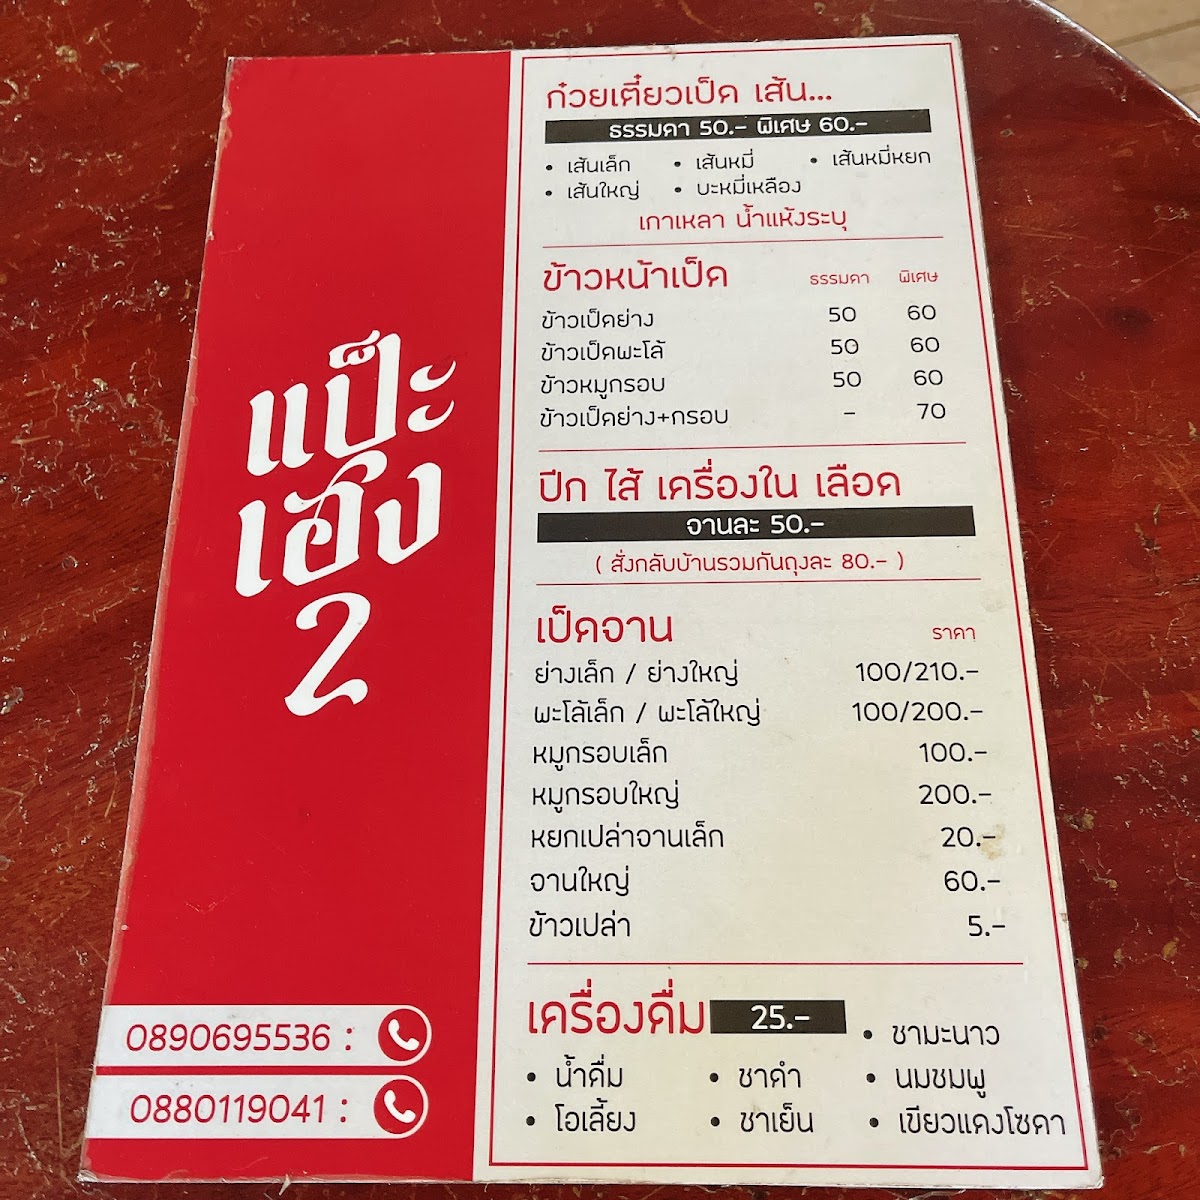 แป๊ะ
เฮง
2
0890695536 :
0880119041 :
ก๋วยเตี๋ยวเป็ด เส้น...
ธรรมดา 50.- พิเศษ 60.-
• เส้นเล็ก • เส้นหมี่ • เส้นหมี่หยก
• เส้นใหญ่ • บะหมี่เหลือง
เกาเหลา น้ำแห้งระบุ
ข้าวหน้าเป็ด ธรรมดา พิเศษ
ข้าวเป็ดย่าง 50 60
ข้าวเป็ดพะโล้ 50 60
ข้าวหมูกรอบ 50 60
ข้าวเป็ดย่าง+กรอบ - 70
ปีก ไส้ เครื่องใน เลือด
จานละ 50.-
( สั่งกลับบ้านรวมกันถุงละ 80.- )
เป็ดจาน ราคา
ย่างเล็ก / ย่างใหญ่ 100/210.-
พะโล้เล็ก / พะโล้ใหญ่ 100/200.-
หมูกรอบเล็ก 100.-
หมูกรอบใหญ่ 200.-
หยกเปล่าจานเล็ก 20.-
จานใหญ่ 60.-
ข้าวเปล่า 5.-
เครื่องดื่ม 25.- • ชามะนาว
• น้ำดื่ม • ชาดำ • นมชมพู
• โอเลี้ยง • ชาเย็น • เขียวแดงโซดา